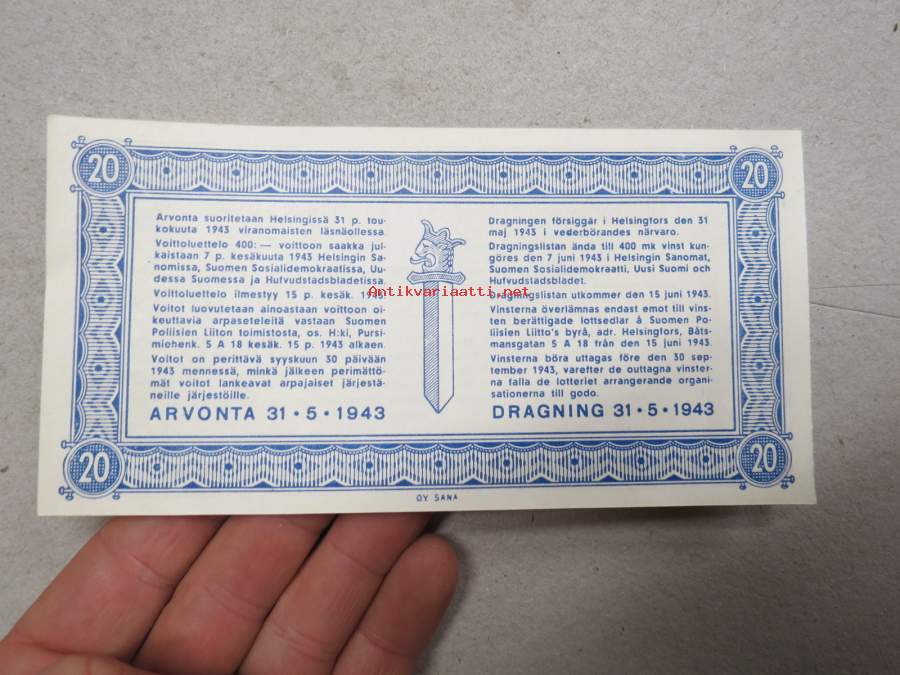 20
20
Arvonta suoritetaan Helsingissä 31 p. tou-
kokuuta 1943 viranomaisten läsnäollessa
Voittoluettelo 400:— voittoon saakka jul-
kaistaan 7 p. kesäkuuta 1943 Helsingin Sa-
nomissa, Suomen Sosialidemokraatissa, Uu-
dessa Suomessa ja Hufvudstadsbladetissa.
Voittoluettelo ilmestyy 15 p. kesäk. 1943.
Voitot luovutetaan ainoastaan voittoon oi-
keuttavia arpaseteleitä vastaan Suomen
Poliisien Liiton toimistosta, os. H:ki, Pursi-
miehenk. 5 A 18 kesäk. 15 p. 1943 alkaen.
Voitot on perittävä syyskuun 30 päivään
1943 mennessä, minkä jälkeen perimättö-
mät voitot lankeavat arpajaiset järjestä-
neille järjestöille.
ARVONTA 31 • 5 • 1943
Antikvariaatti.net
Dragningen försiggår i Helsingfors den 31
maj 1943 i vederbörandes närvaro.
Dragningslistan ända till 400 mk vinst kun-
göres den 7 juni 1943 i Helsingin Sanomat,
Suomen Sosialidemokraatti, Uusi Suomi och
Hufvudstadsbladet.
Dragningslistan utkommer den 15 juni 1943.
Vinsterna överlämnas endast emot till vins-
ten berättigade lottsedlar å Suomen Po-
liisien Liitto's byrå, adr. Helsingfors, Båts-
mansgatan 5 A 18 från den 15 juni 1943.
Vinsterna böra uttagas före den 30 sep-
tember 1943, varefter de outtagna vinster-
na falla de lotteriet arrangerande organi-
sationerna till godo.
DRAGNING 31 • 5 • 1943
20
20
OY SANA